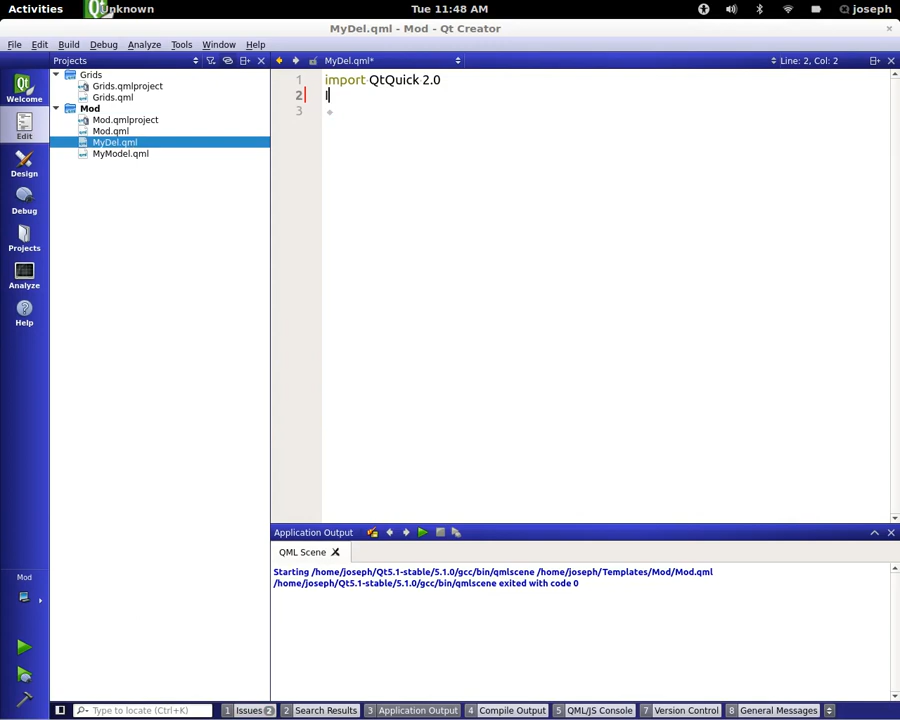 Activities
Unknown
Tue 11:48 AM
joseph
MyDel.qml - Mod - Qt Creator
File Edit Build Debug Analyze Tools Window Help
Projects
MyDel.qml*
Line: 2, Col: 2
Qt
Welcome
Edit
Design
Debug
Projects
Analyze
Help
Mod
Grids
Grids.qmlproject
Grids.qml
Mod
Mod.qmlproject
Mod.qml
MyDel.qml
MyModel.qml
1 import QtQuick 2.0
2 I
3
Application Output
QML Scene
Starting /home/joseph/Qt5.1-stable/5.1.0/gcc/bin/qmlscene /home/joseph/Templates/Mod/Mod.qml
/home/joseph/Qt5.1-stable/5.1.0/gcc/bin/qmlscene exited with code 0
Type to locate (Ctrl+K)
1 Issues 2
2 Search Results
3 Application Output
4 Compile Output
5 QML/JS Console
7 Version Control
8 General Messages